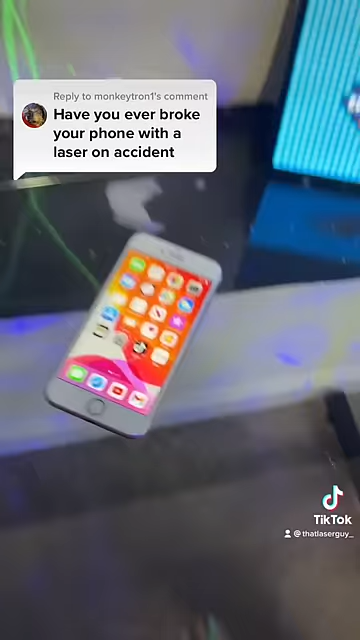 Reply to monkeytron1's comment
Have you ever broke
your phone with a
laser on accident
TikTok
@thatlaserguy_